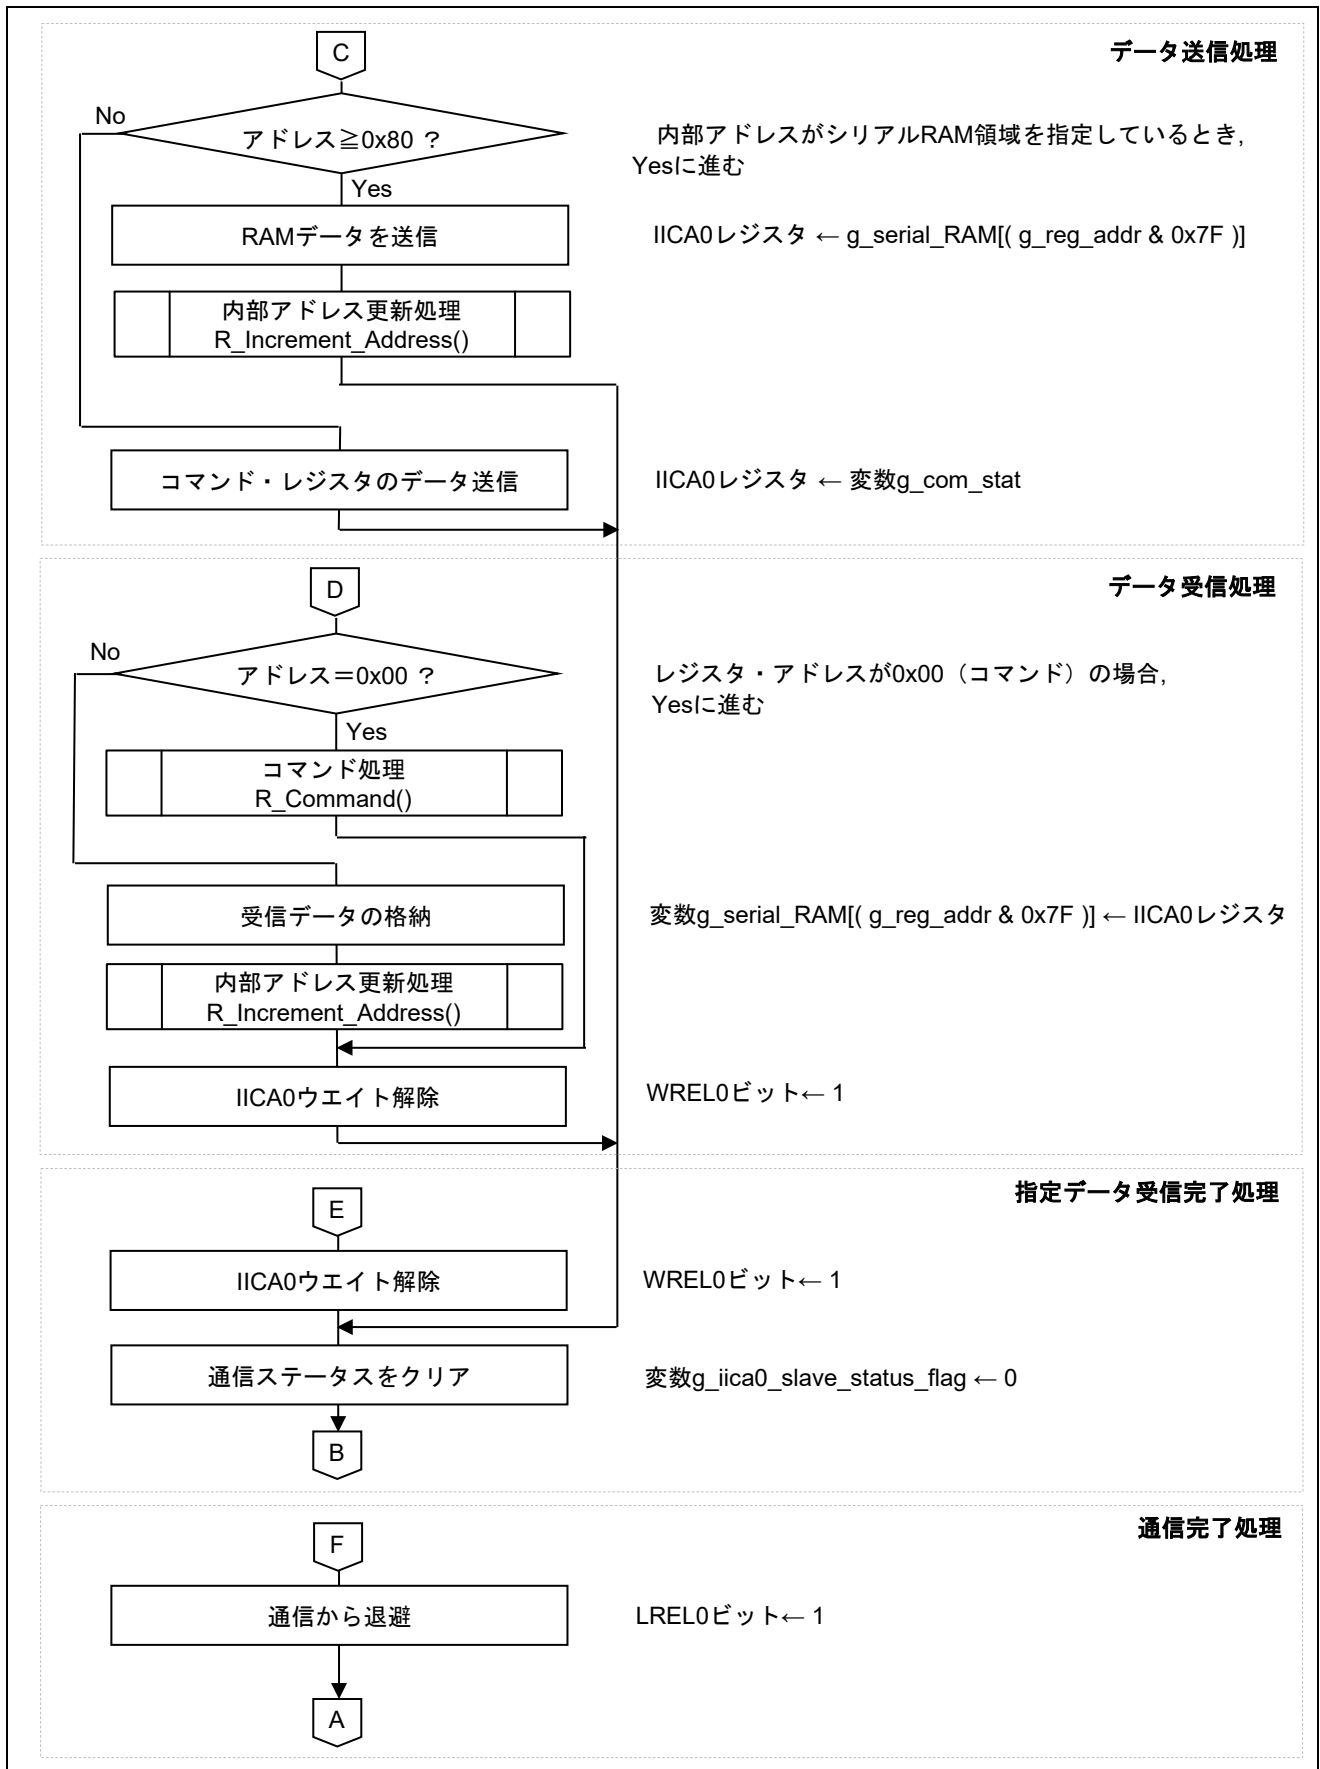 C
データ送信処理
No
アドレス≧0x80 ？
内部アドレスがシリアルRAM領域を指定しているとき,
Yesに進む
Yes
RAMデータを送信
IICA0レジスタ ← g_serial_RAM[( g_reg_addr & 0x7F )]
内部アドレス更新処理
R_Increment_Address()
コマンド・レジスタのデータ送信
IICA0レジスタ ← 変数g_com_stat
D
データ受信処理
No
アドレス＝0x00 ？
レジスタ・アドレスが0x00（コマンド）の場合,
Yesに進む
Yes
コマンド処理
R_Command()
受信データの格納
変数g_serial_RAM[( g_reg_addr & 0x7F )] ← IICA0レジスタ
内部アドレス更新処理
R_Increment_Address()
IICA0ウエイト解除
WREL0ビット← 1
E
指定データ受信完了処理
IICA0ウエイト解除
WREL0ビット← 1
通信ステータスをクリア
変数g_iica0_slave_status_flag ← 0
B
F
通信完了処理
通信から退避
LREL0ビット← 1
A